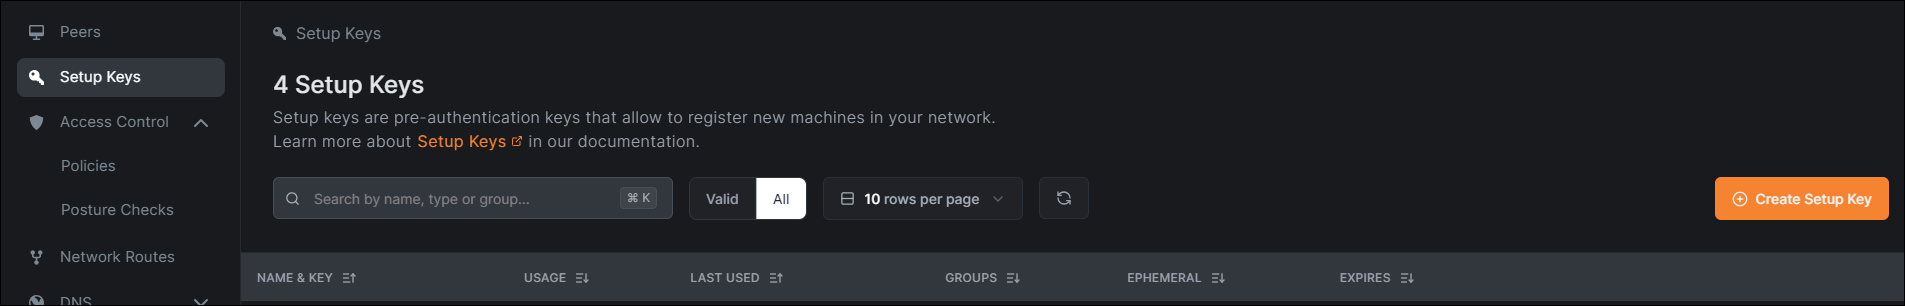 Peers
Setup Keys
Access Control
Policies
Posture Checks
Network Routes
DNS
Setup Keys
4 Setup Keys
Setup keys are pre-authentication keys that allow to register new machines in your network.
Learn more about Setup Keys in our documentation.
Search by name, type or group... ⌘ K
Valid All
10 rows per page
Create Setup Key
NAME & KEY USAGE LAST USED GROUPS EPHEMERAL EXPIRES